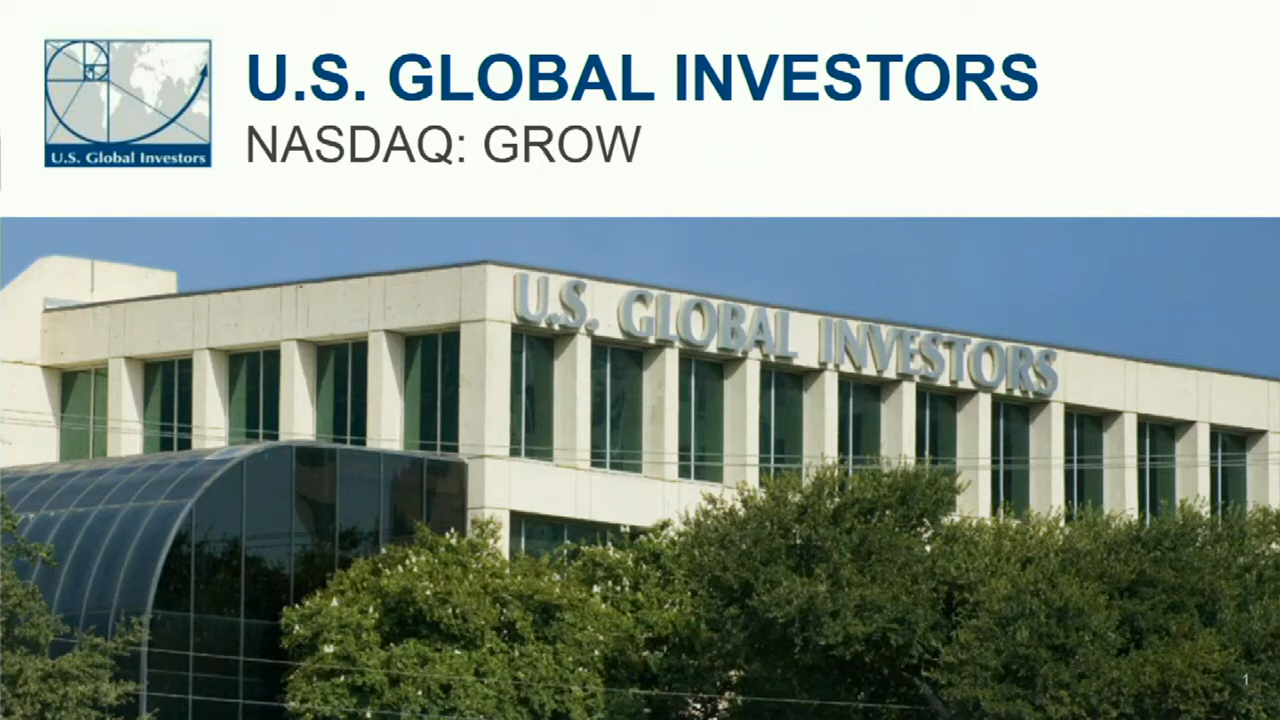 U.S. GLOBAL INVESTORS
NASDAQ: GROW
U.S. Global Investors
U.S. GLOBAL INVESTORS
1